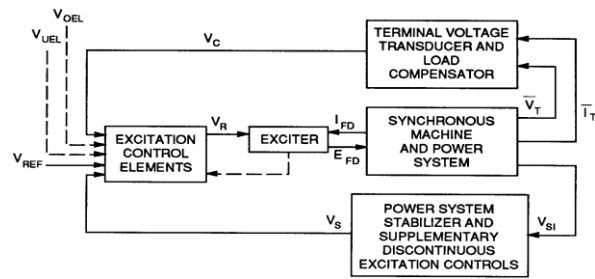 V_OEL
V_UEL
V_C
TERMINAL VOLTAGE
TRANSDUCER AND
LOAD
COMPENSATOR
V̅_T
I̅_T
V_REF
EXCITATION
CONTROL
ELEMENTS
V_R
EXCITER
I_FD
E_FD
SYNCHRONOUS
MACHINE
AND POWER
SYSTEM
V_S
POWER SYSTEM
STABILIZER AND
SUPPLEMENTARY
DISCONTINUOUS
EXCITATION CONTROLS
V_SI